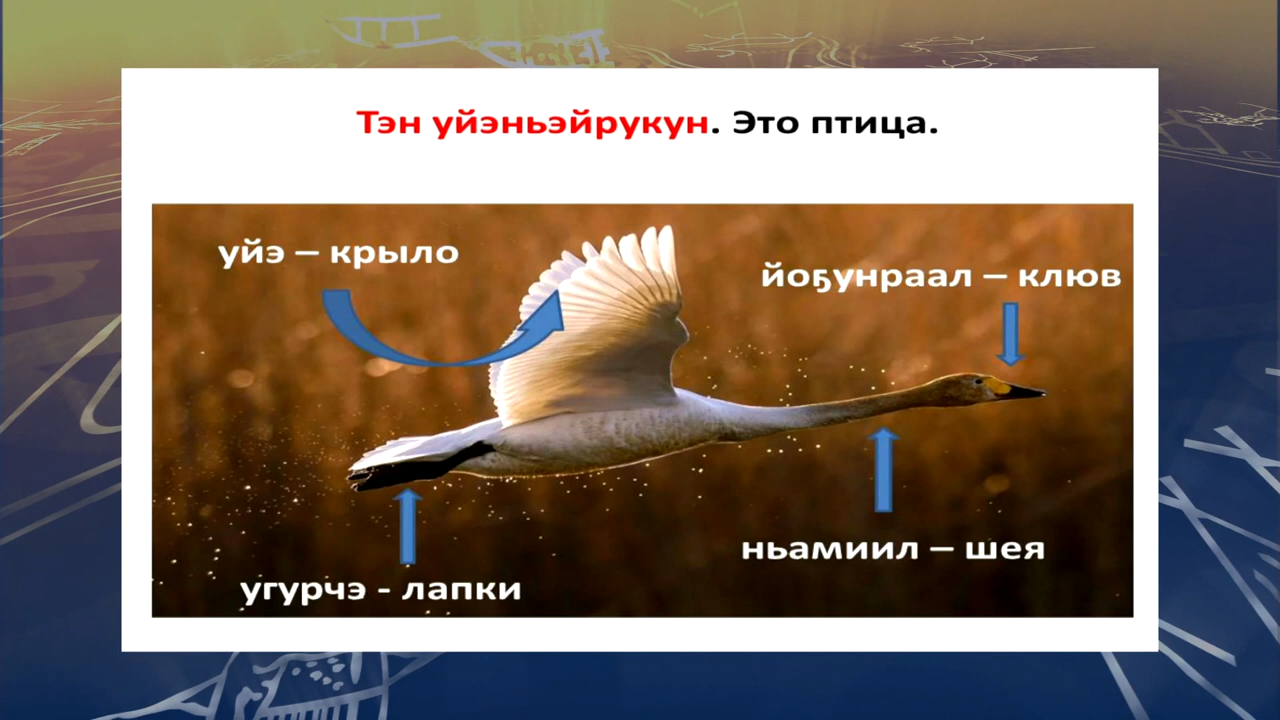 Тэн уйэньэйрукун. Это птица.
уйэ – крыло
йоҕунраал – клюв
ньамиил – шея
угурчэ - лапки